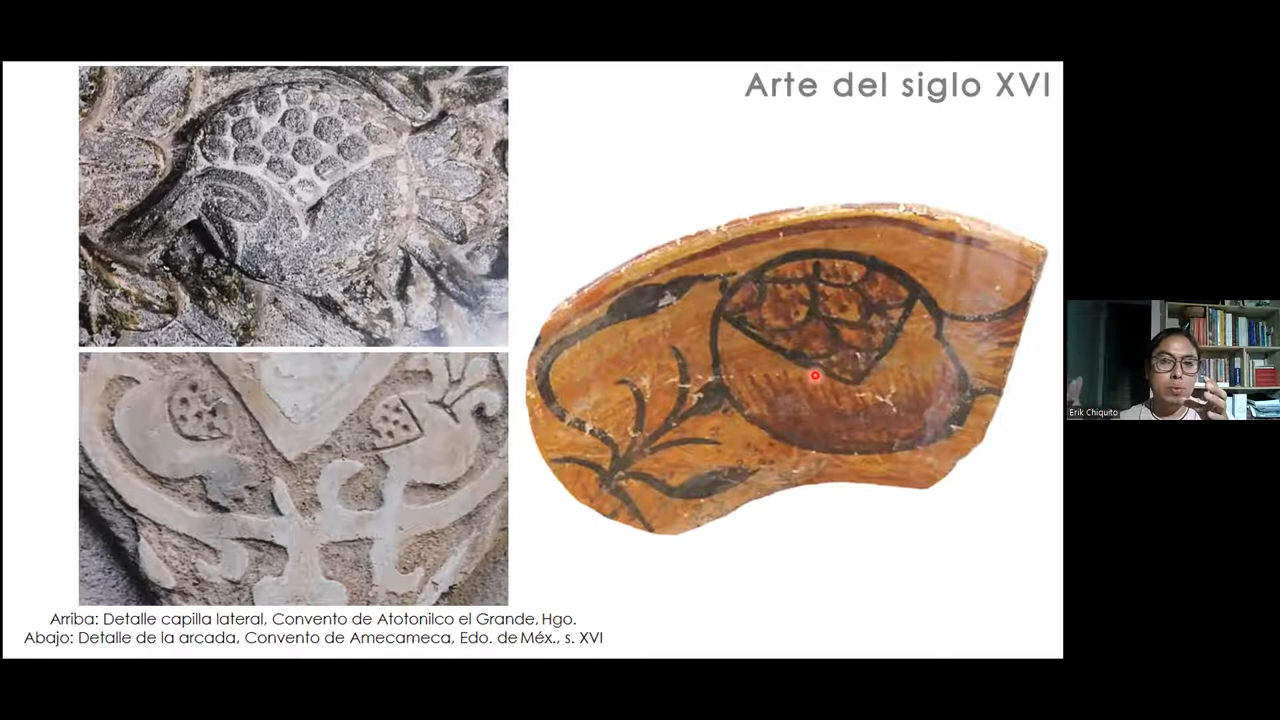 Arte del siglo XVI
Erik Chiquito
Arriba: Detalle capilla lateral, Convento de Atotonilco el Grande, Hgo.
Abajo: Detalle de la arcada, Convento de Amecameca, Edo. de Méx., s. XVI